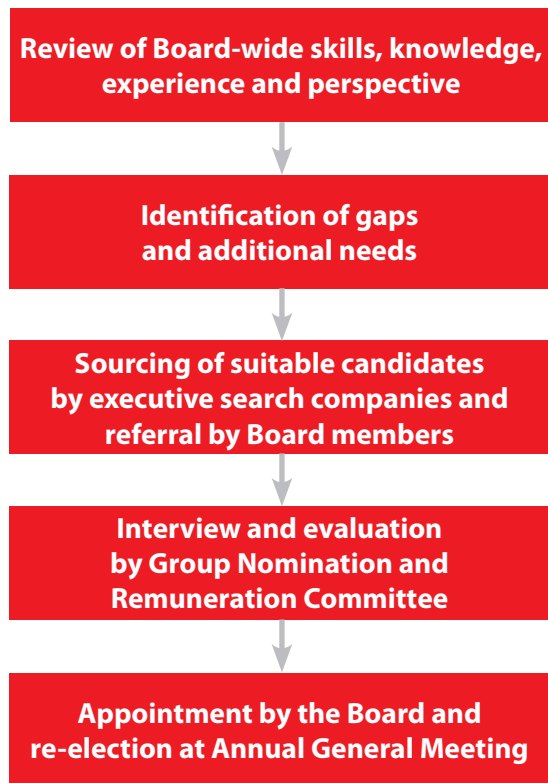 Review of Board-wide skills, knowledge,
experience and perspective
Identification of gaps
and additional needs
Sourcing of suitable candidates
by executive search companies and
referral by Board members
Interview and evaluation
by Group Nomination and
Remuneration Committee
Appointment by the Board and
re-election at Annual General Meeting